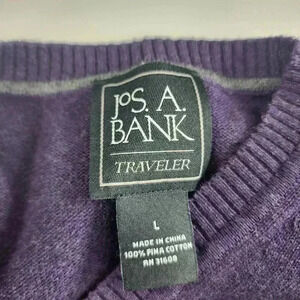 JOS. A.
BANK
TRAVELER
L
MADE IN CHINA
100% PIMA COTTON
RN 31608